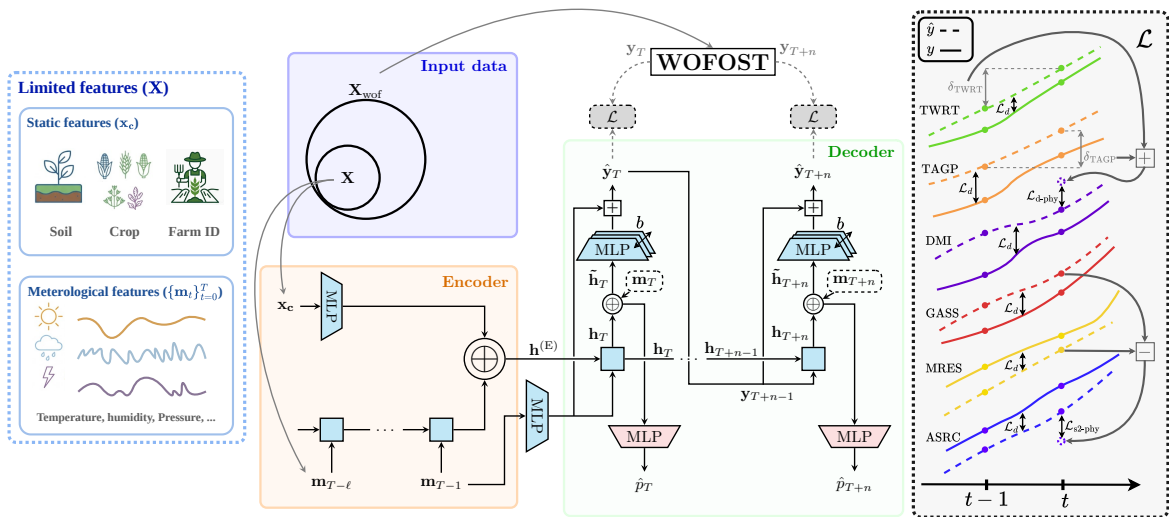 Limited features (X)
Static features (x_c)
Soil
Crop
Farm ID
Meterological features ({m_t}_{t=0}^T)
Temperature, humidity, Pressure, ...
Input data
X_wof
X
Encoder
x_c
MLP
h^(E)
MLP
m_{T-ℓ}
...
m_{T-1}
y_T
WOFOST
y_{T+n}
ℒ
ℒ
Decoder
ŷ_T
ŷ_{T+n}
+
+
b
b
MLP
MLP
h̃_T
m_T
h̃_{T+n}
m_{T+n}
h_T
h_{T+n}
h_T
...
h_{T+n-1}
y_{T+n-1}
MLP
MLP
p̂_T
p̂_{T+n}
ŷ
y
ℒ
δ_TWRT
TWRT
ℒ_d
TAGP
δ_TAGP
+
ℒ_d
ℒ_d-phy
DMI
ℒ_d
GASS
ℒ_d
MRES
ℒ_d
−
ASRC
ℒ_d
ℒ_s2-phy
t − 1
t